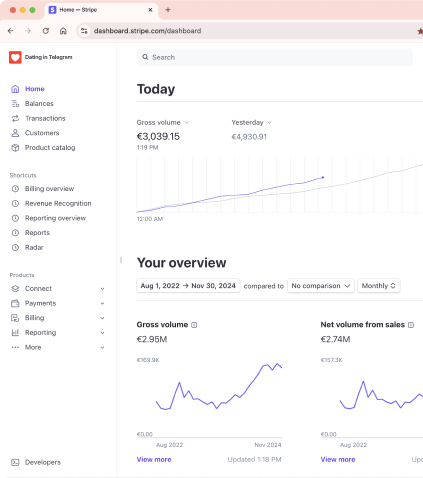 Home — Stripe
dashboard.stripe.com/dashboard
Dating in Telegram
Search
Home
Balances
Transactions
Customers
Product catalog
Shortcuts
Billing overview
Revenue Recognition
Reporting overview
Reports
Radar
Products
Connect
Payments
Billing
Reporting
More
Developers
Today
Gross volume
Yesterday
€3,039.15
€4,930.91
1:19 PM
12:00 AM
Your overview
Aug 1, 2022 → Nov 30, 2024 compared to No comparison Monthly
Gross volume
€2.95M
€169.9K
€0.00
Aug 2022 Nov 2024
View more Updated 1:18 PM
Net volume from sales
€2.74M
€157.3K
€0.00
Aug 2022
View more